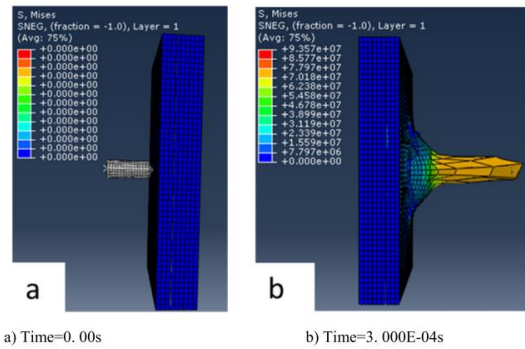 S, Mises
SNEG, (fraction = -1.0), Layer = 1
(Avg: 75%)
+0.000e+00
+0.000e+00
+0.000e+00
+0.000e+00
+0.000e+00
+0.000e+00
+0.000e+00
+0.000e+00
+0.000e+00
+0.000e+00
+0.000e+00
+0.000e+00
+0.000e+00
a
S, Mises
SNEG, (fraction = -1.0), Layer = 1
(Avg: 75%)
+9.357e+07
+8.577e+07
+7.797e+07
+7.018e+07
+6.238e+07
+5.458e+07
+4.678e+07
+3.899e+07
+3.119e+07
+2.339e+07
+1.559e+07
+7.797e+06
+0.000e+00
b
a) Time=0. 00s
b) Time=3. 000E-04s